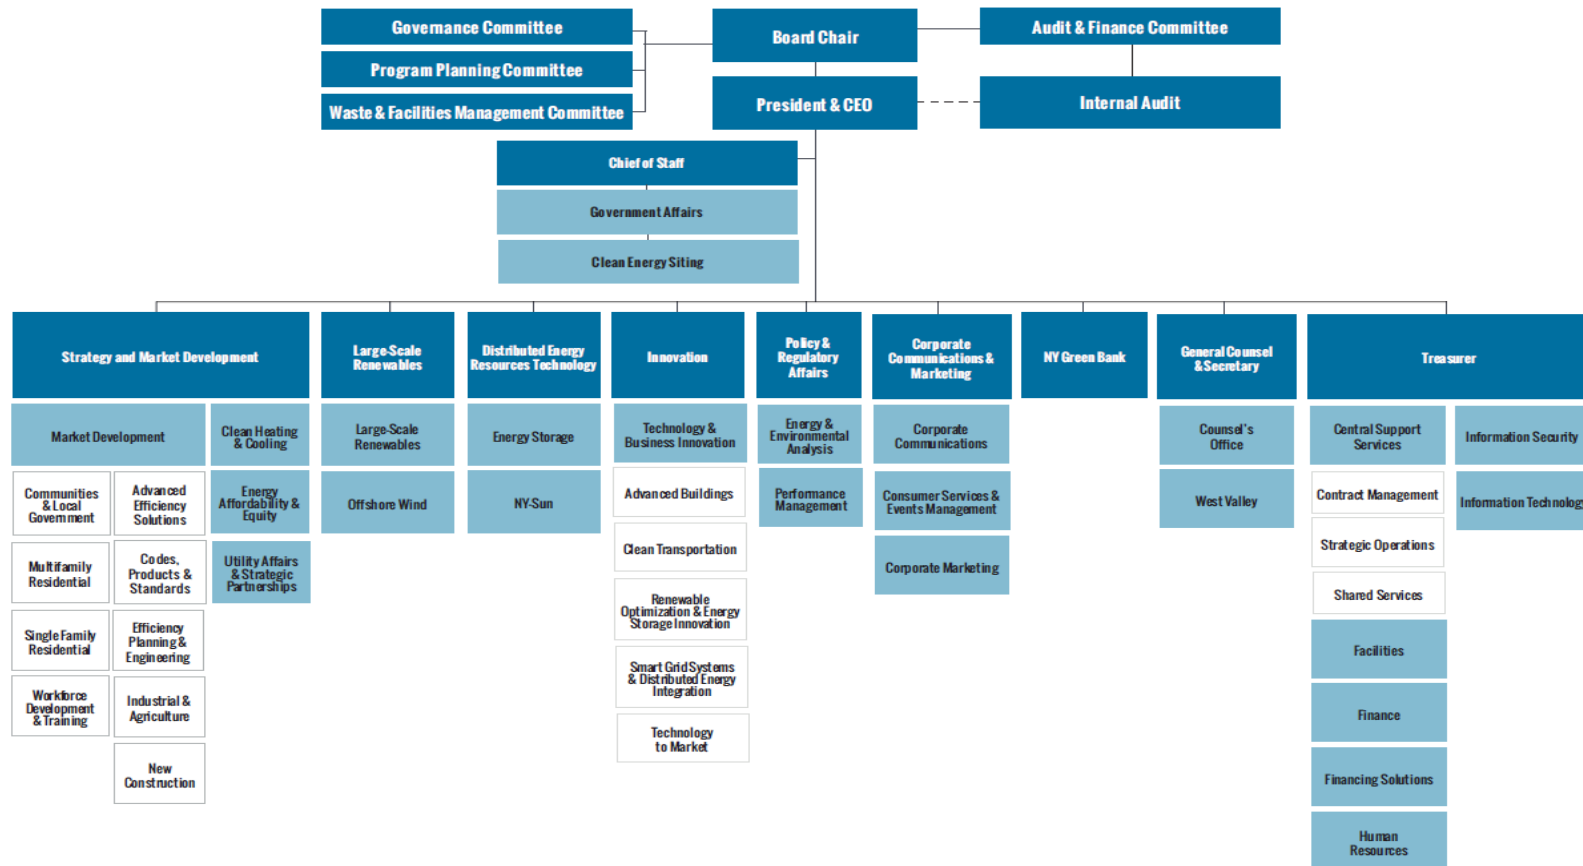 Governance Committee
Program Planning Committee
Waste & Facilities Management Committee
Board Chair
President & CEO
Audit & Finance Committee
Internal Audit
Chief of Staff
Government Affairs
Clean Energy Siting
Strategy and Market Development
Market Development
Communities
& Local
Government
Multifamily
Residential
Single Family
Residential
Workforce
Development
& Training
Advanced
Efficiency
Solutions
Codes,
Products &
Standards
Efficiency
Planning &
Engineering
Industrial &
Agriculture
New
Construction
Clean Heating
& Cooling
Energy
Affordability &
Equity
Utility Affairs
& Strategic
Partnerships
Large-Scale
Renewables
Large-Scale
Renewables
Offshore Wind
Distributed Energy
Resources Technology
Energy Storage
NY-Sun
Innovation
Technology &
Business Innovation
Advanced Buildings
Clean Transportation
Renewable
Optimization & Energy
Storage Innovation
Smart Grid Systems
& Distributed Energy
Integration
Technology
to Market
Policy &
Regulatory
Affairs
Energy &
Environmental
Analysis
Performance
Management
Corporate
Communications &
Marketing
Corporate
Communications
Consumer Services &
Events Management
Corporate Marketing
NY Green Bank
General Counsel
& Secretary
Counsel's
Office
West Valley
Treasurer
Central Support
Services
Contract Management
Strategic Operations
Shared Services
Facilities
Finance
Financing Solutions
Human
Resources
Information Security
Information Technology